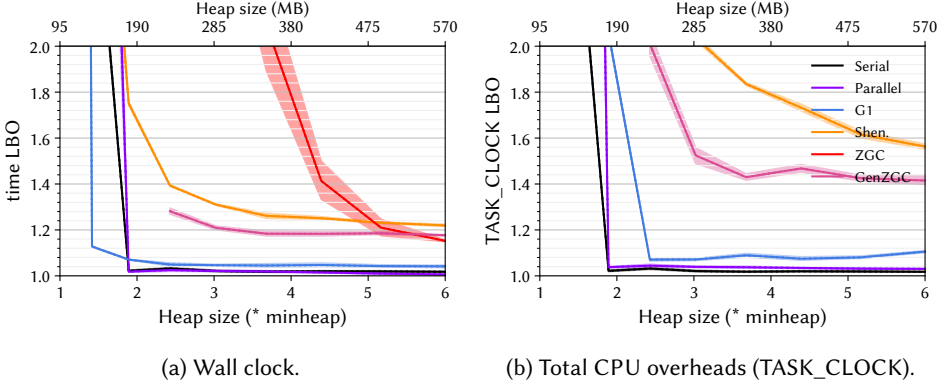 Heap size (MB)
95 190 285 380 475 570
2.0
1.8
1.6
1.4
1.2
1.0
time LBO
1 2 3 4 5 6
Heap size (* minheap)
(a) Wall clock.
Heap size (MB)
95 190 285 380 475 570
2.0
1.8
1.6
1.4
1.2
1.0
TASK_CLOCK LBO
Serial
Parallel
G1
Shen.
ZGC
GenZGC
1 2 3 4 5 6
Heap size (* minheap)
(b) Total CPU overheads (TASK_CLOCK).